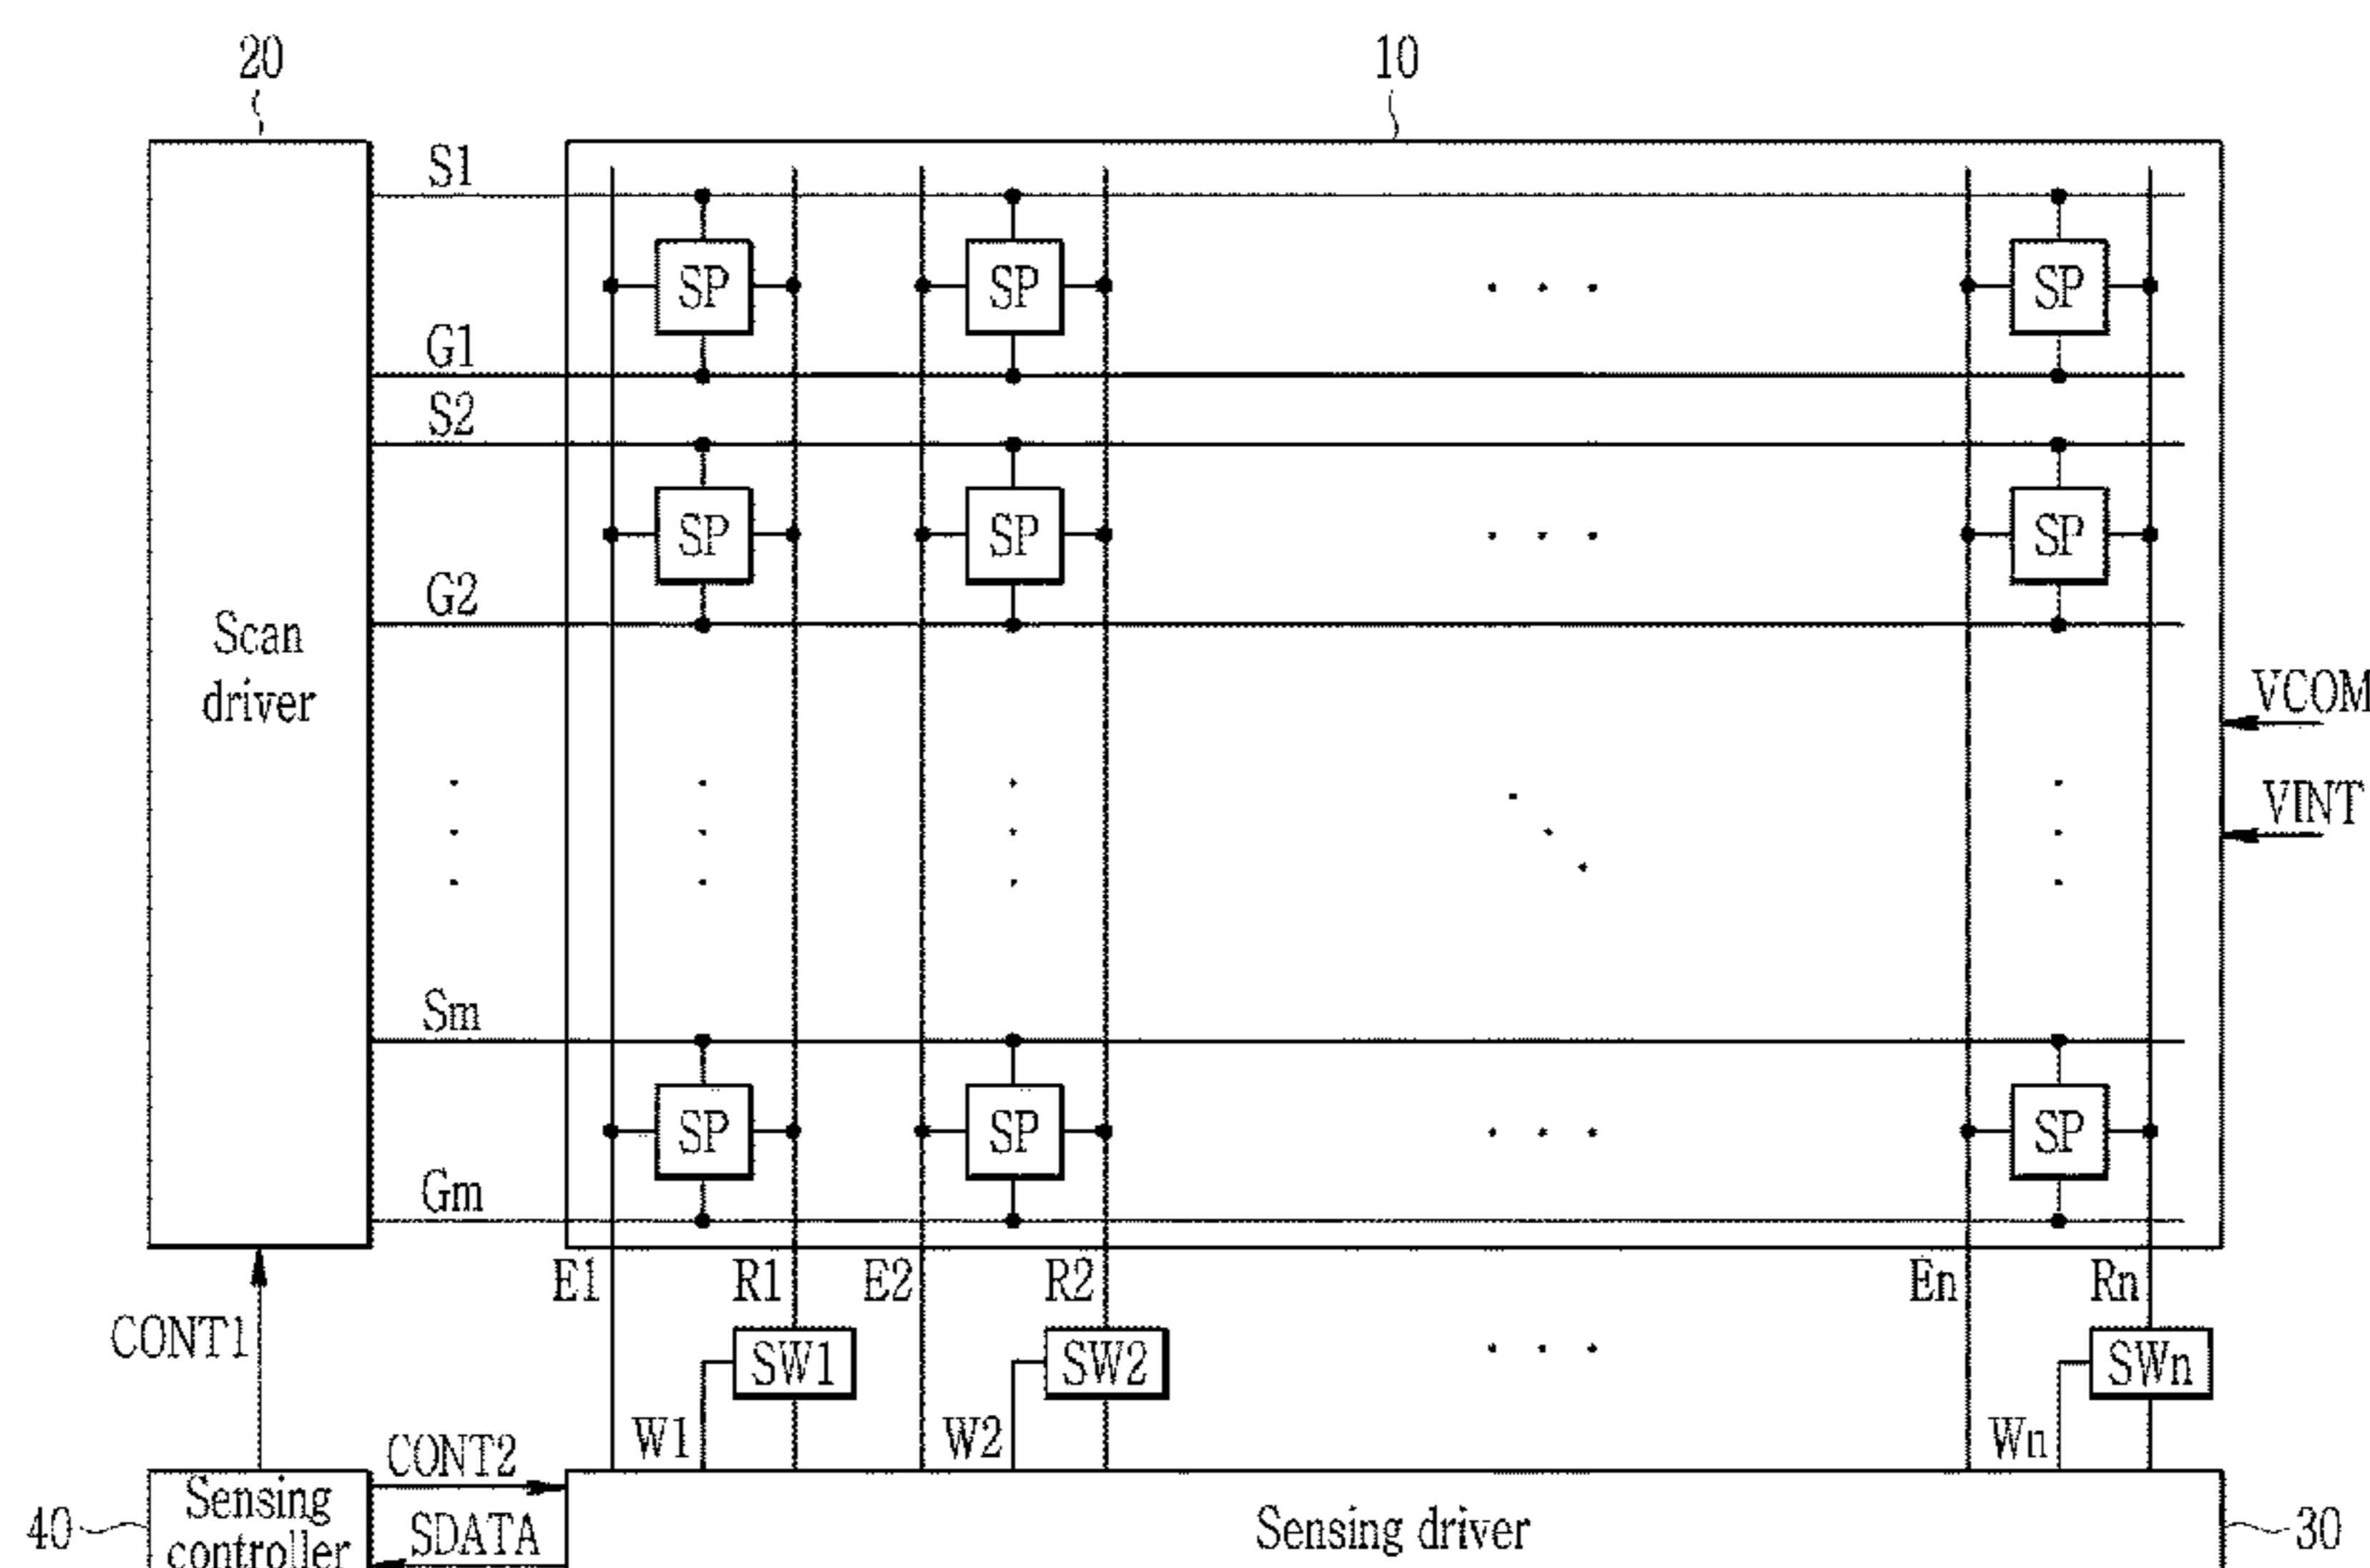 20
10
S1
SP SP SP
G1
S2
SP SP SP
G2
Scan
driver
VCOM
VINT
Sm
SP SP SP
Gm
E1 R1 E2 R2 En Rn
CONT1
SW1 SW2 SWn
W1 W2 Wn
CONT2
Sensing
controller
40
SDATA
Sensing driver
30